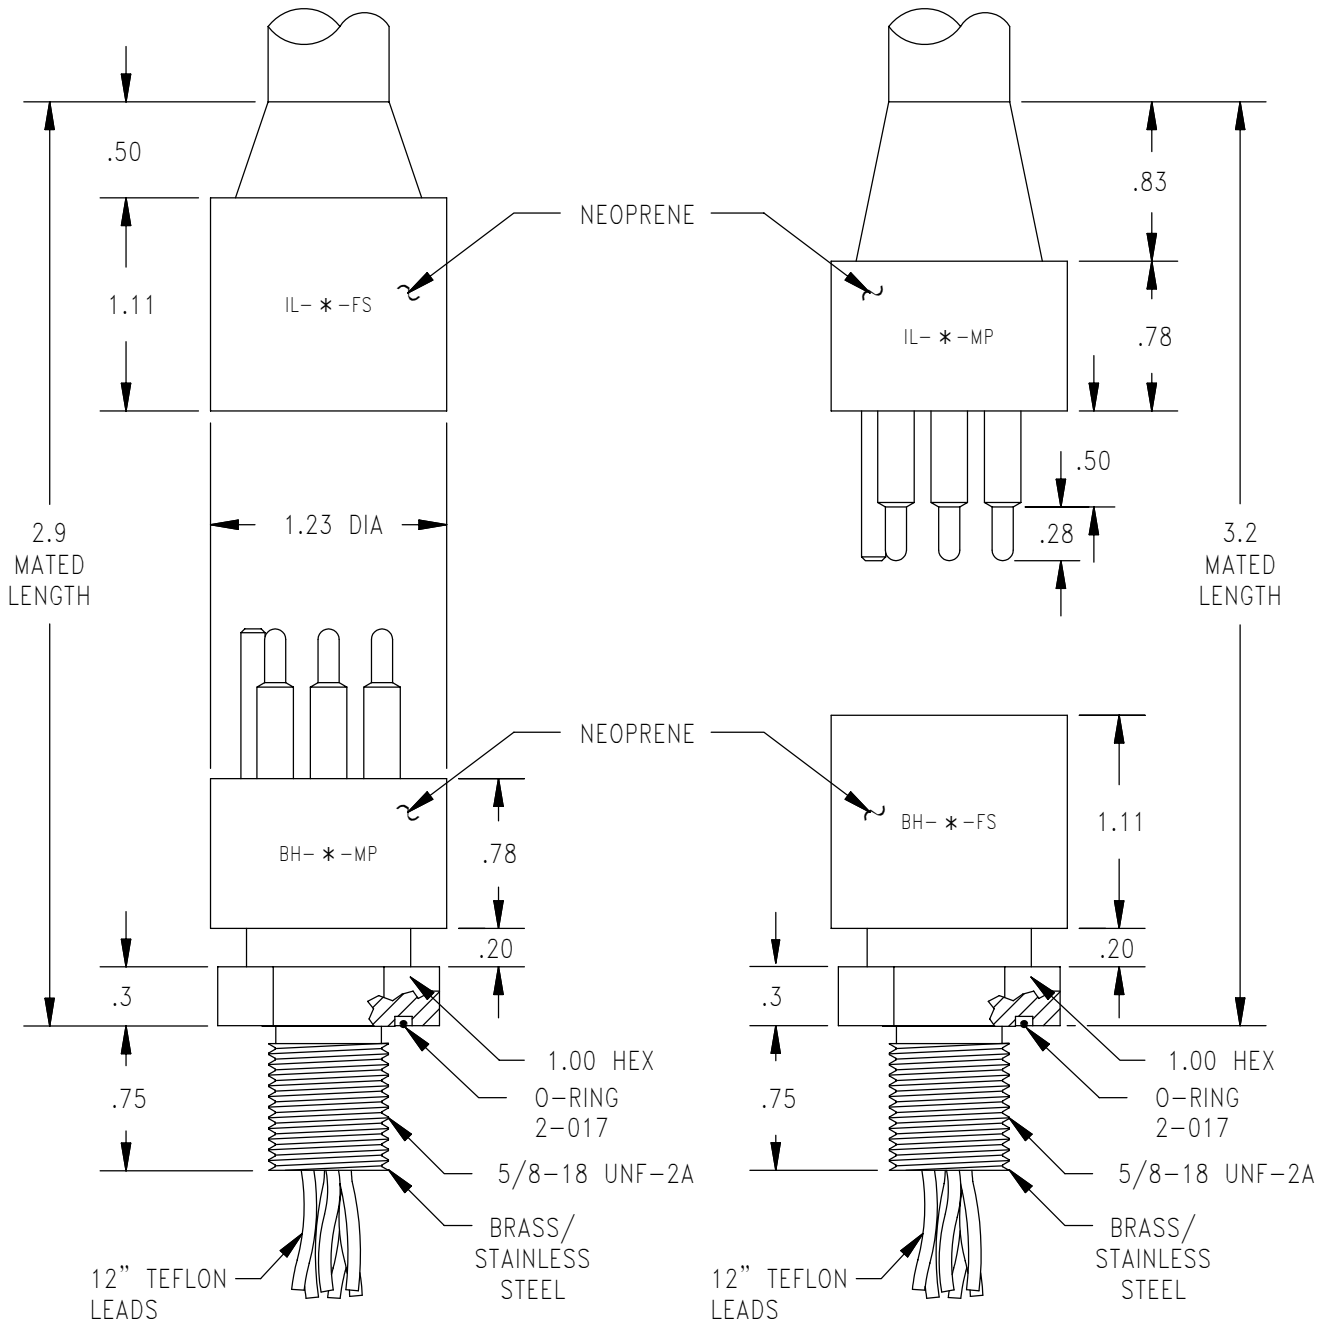 .50
.83
NEOPRENE
1.11
IL-*-FS
.78
IL-*-MP
.50
1.23 DIA
.28
2.9
MATED
LENGTH
3.2
MATED
LENGTH
NEOPRENE
1.11
BH-*-FS
.78
BH-*-MP
.20
.20
.3
.3
1.00 HEX
1.00 HEX
.75
O-RING
2-017
.75
O-RING
2-017
5/8-18 UNF-2A
5/8-18 UNF-2A
BRASS/
STAINLESS
STEEL
BRASS/
STAINLESS
STEEL
12” TEFLON
LEADS
12” TEFLON
LEADS